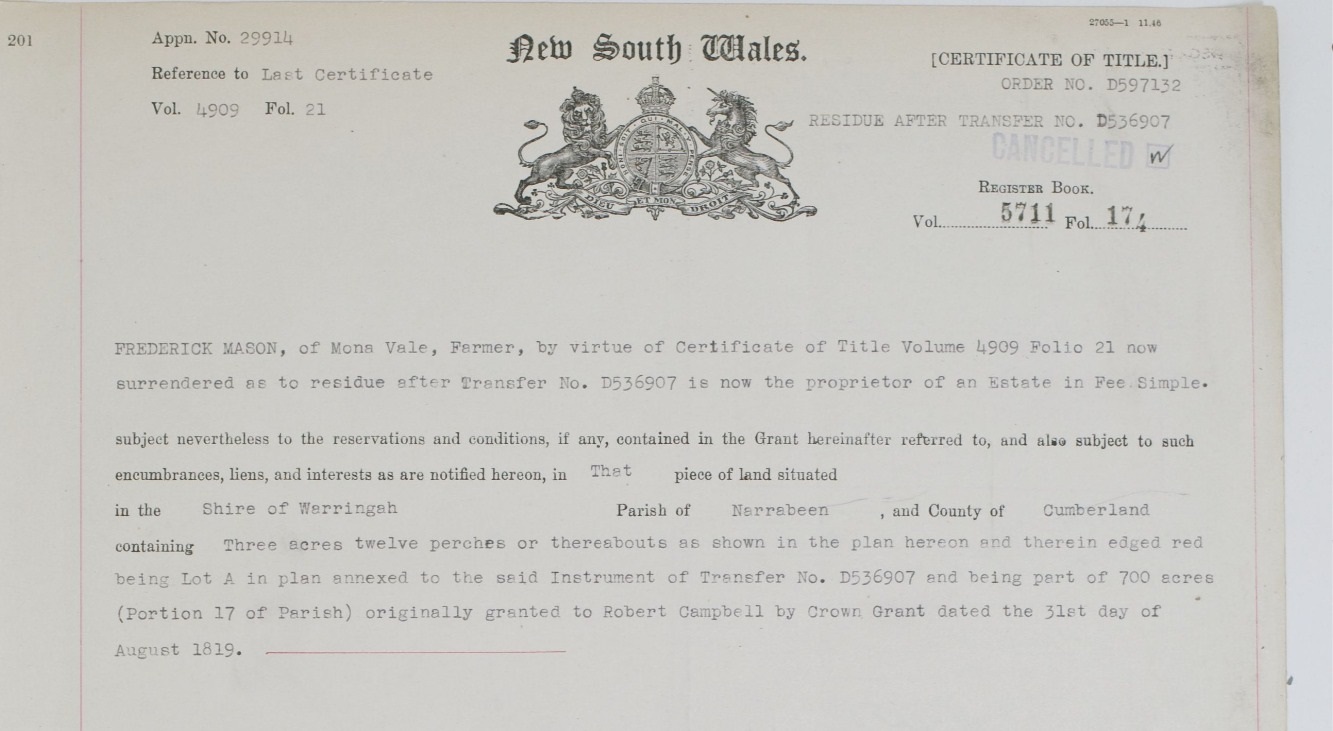 27055—1 11.46
201
Appn. No. 29914
New South Wales.
[CERTIFICATE OF TITLE.]
Reference to Last Certificate
ORDER NO. D597132
Vol. 4909 Fol. 21
RESIDUE AFTER TRANSFER NO. D536907
CANCELLED
HONI SOIT QUI MAL Y PENSE
DIEU ET MON DROIT
REGISTER BOOK.
Vol. 5711 Fol. 174
FREDERICK MASON, of Mona Vale, Farmer, by virtue of Certificate of Title Volume 4909 Folio 21 now
surrendered as to residue after Transfer No. D536907 is now the proprietor of an Estate in Fee Simple.
subject nevertheless to the reservations and conditions, if any, contained in the Grant hereinafter referred to, and also subject to such
encumbrances, liens, and interests as are notified hereon, in That piece of land situated
in the Shire of Warringah Parish of Narrabeen , and County of Cumberland
containing Three acres twelve perches or thereabouts as shown in the plan hereon and therein edged red
being Lot A in plan annexed to the said Instrument of Transfer No. D536907 and being part of 700 acres
(Portion 17 of Parish) originally granted to Robert Campbell by Crown Grant dated the 31st day of
August 1819.